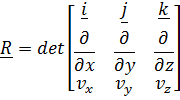 R = det [ i j k
∂/∂x ∂/∂y ∂/∂z
v_x v_y v_z ]